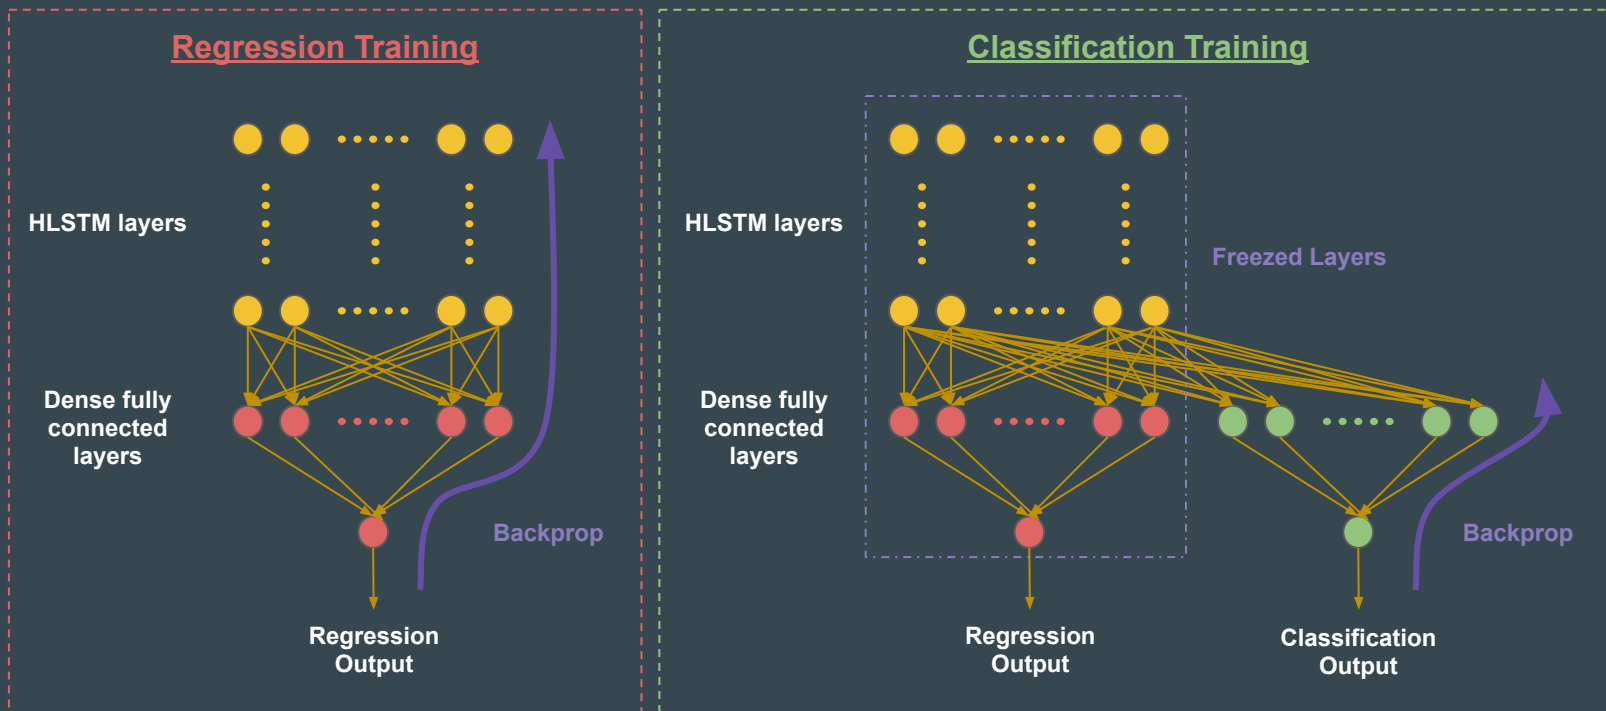 Regression Training
HLSTM layers
Dense fully
connected
layers
Backprop
Regression
Output
Classification Training
HLSTM layers
Freezed Layers
Dense fully
connected
layers
Backprop
Regression
Output
Classification
Output